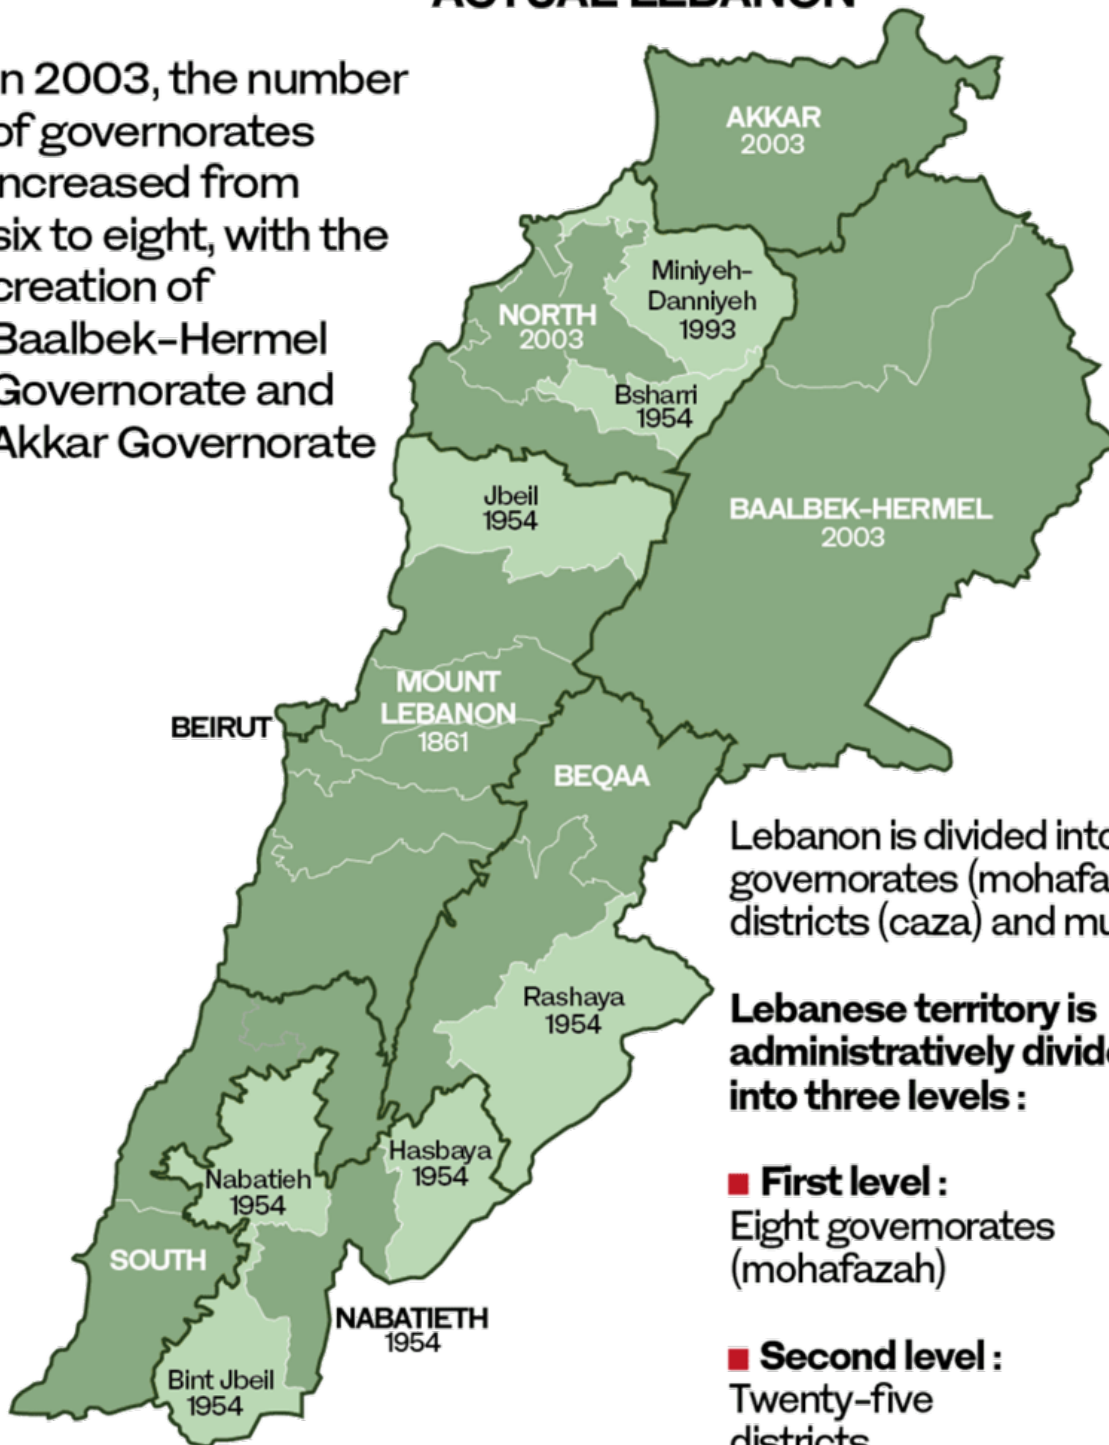 ACTUAL LEBANON
n 2003, the number
of governorates
ncreased from
six to eight, with the
creation of
Baalbek-Hermel
Governorate and
Akkar Governorate
AKKAR
2003
Miniyeh-
Danniyeh
1993
NORTH
2003
Bsharri
1954
Jbeil
1954
BAALBEK-HERMEL
2003
MOUNT
LEBANON
1861
BEIRUT
BEQAA
Rashaya
1954
Hasbaya
1954
Nabatieh
1954
SOUTH
NABATIETH
1954
Bint Jbeil
1954
Lebanon is divided into
governorates (mohafa
districts (caza) and mu
Lebanese territory is
administratively divide
into three levels :
First level :
Eight governorates
(mohafazah)
Second level :
Twenty-five
districts